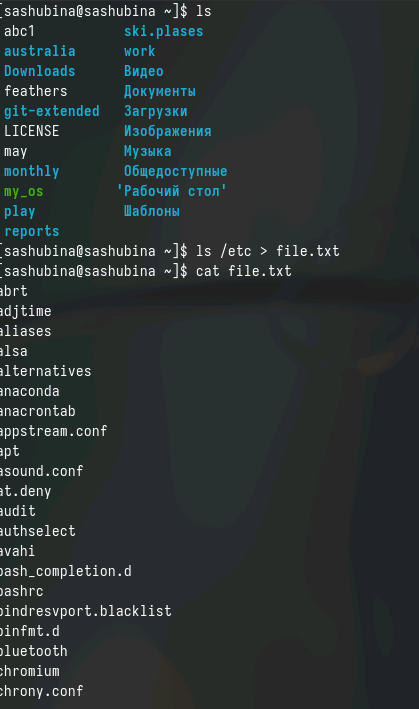 [sashubina@sashubina ~]$ ls
abc1 ski.plases
australia work
Downloads Видео
feathers Документы
git-extended Загрузки
LICENSE Изображения
may Музыка
monthly Общедоступные
my_os 'Рабочий стол'
play Шаблоны
reports
[sashubina@sashubina ~]$ ls /etc > file.txt
[sashubina@sashubina ~]$ cat file.txt
abrt
adjtime
aliases
alsa
alternatives
anaconda
anacrontab
appstream.conf
apt
asound.conf
at.deny
audit
authselect
avahi
bash_completion.d
bashrc
bindresvport.blacklist
binfmt.d
bluetooth
chromium
chrony.conf